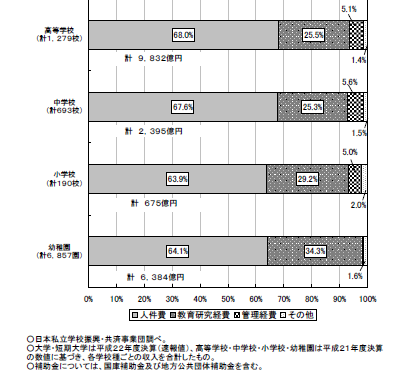 5.1%
高等学校
(計1,279校)
68.0%
25.5%
1.4%
計 9,832億円
5.6%
中学校
(計693校)
67.6%
25.3%
1.5%
計 2,395億円
5.0%
小学校
(計190校)
63.9%
29.2%
2.0%
計 675億円
幼稚園
(計6,857園)
64.1%
34.3%
1.6%
計 6,384億円
0% 10% 20% 30% 40% 50% 60% 70% 80% 90% 100%
人件費 教育研究経費 管理経費 その他
○日本私立学校振興・共済事業団調べ。
○大学・短期大学は平成22年度決算(速報値)、高等学校・中学校・小学校・幼稚園は平成21年度決算
の数値に基づき、各学校種ごとの収入を合計したもの。
○補助金については、国庫補助金及び地方公共団体補助金を含む。